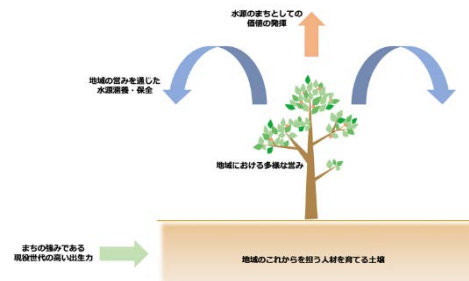 水源のまちとしての
価値の発揮
地域の営みを通じた
水源涵養・保全
地域における多様な営み
まちの強みである
現役世代の高い出生力
地域のこれからを担う人材を育てる土壌